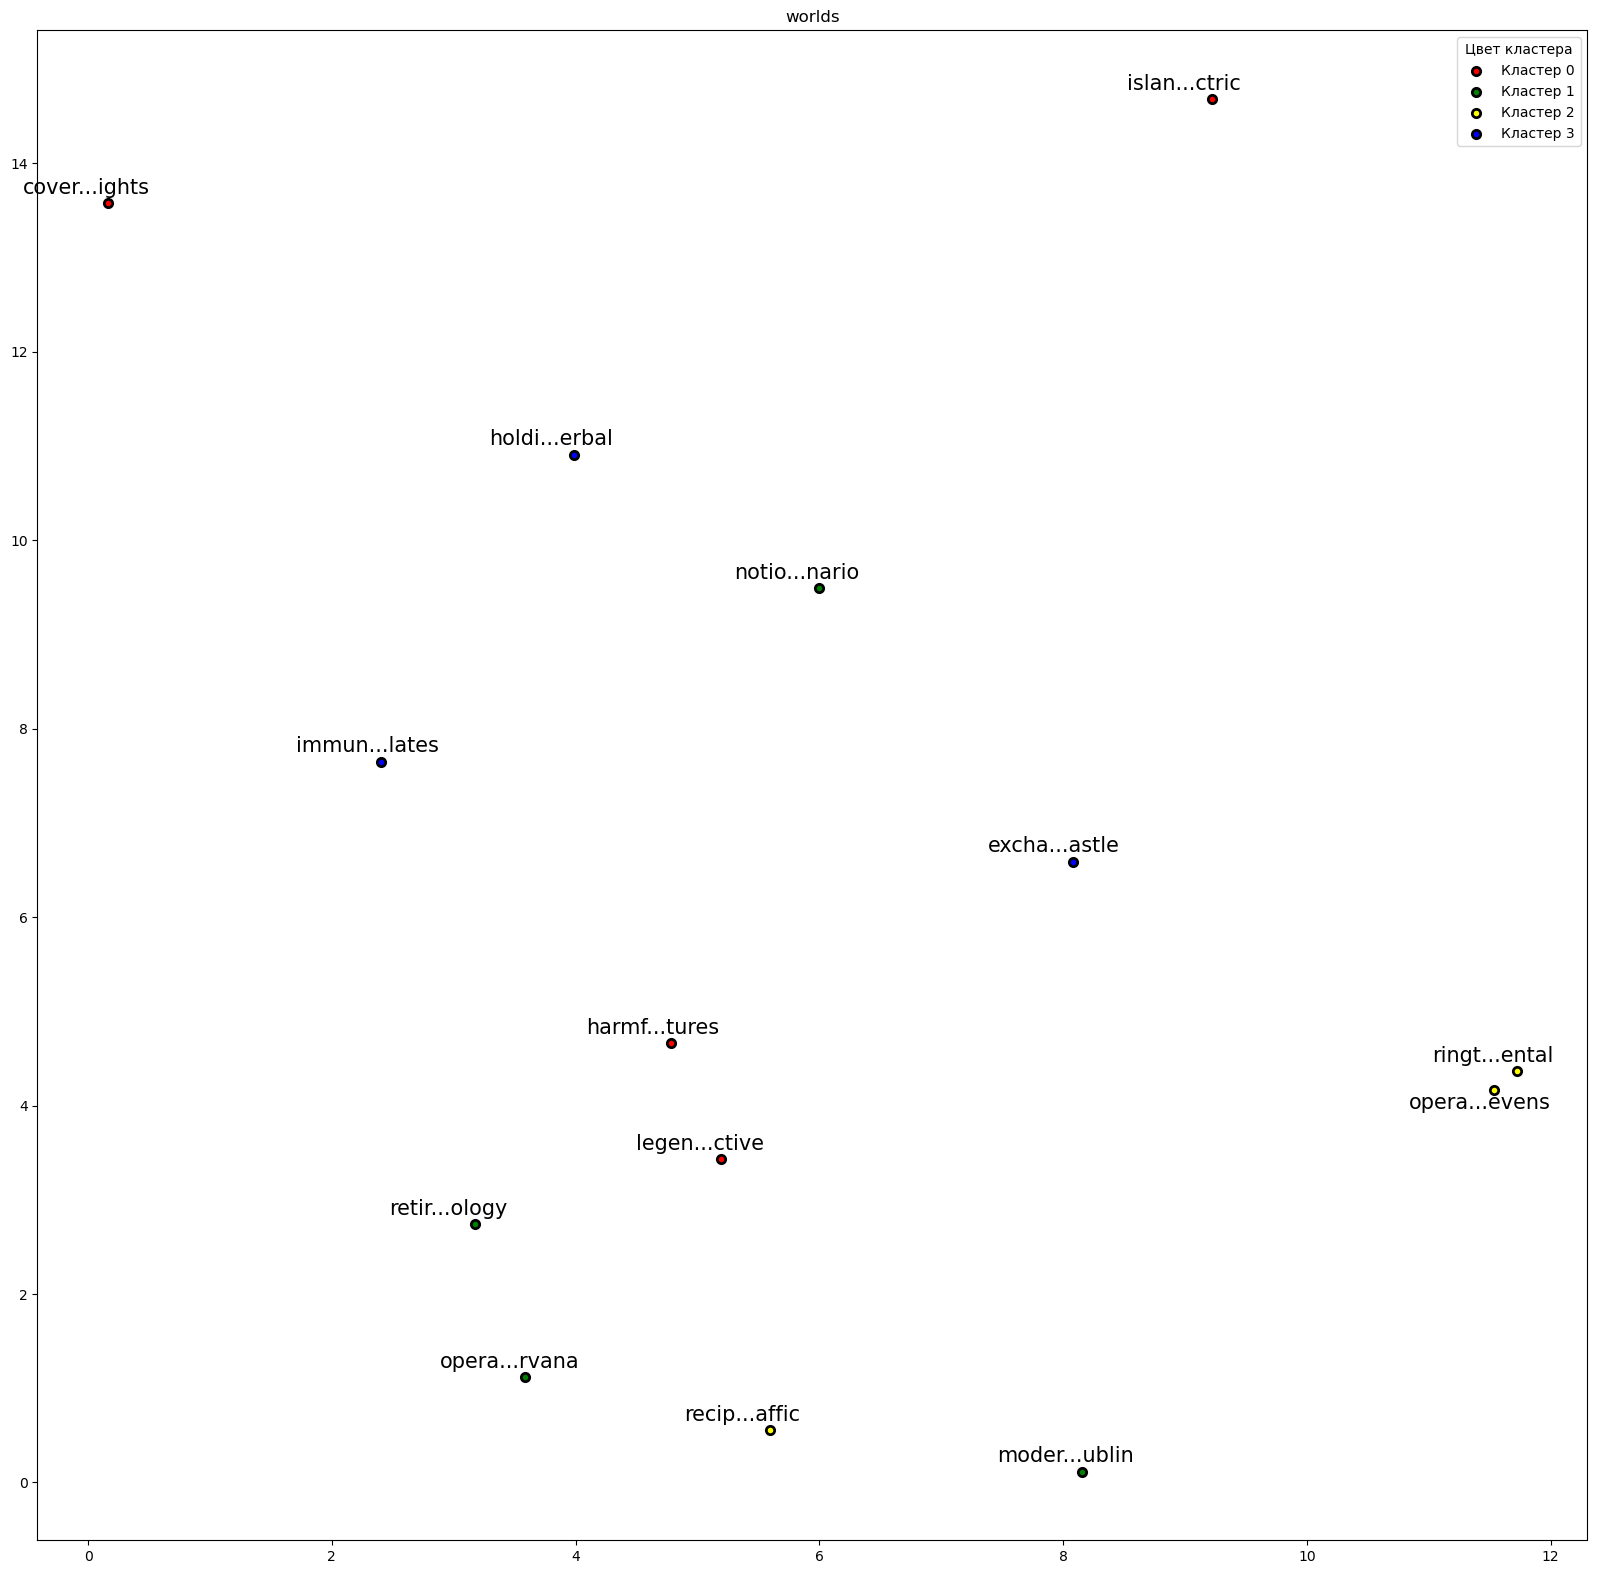 worlds
Цвет кластера
Кластер 0
Кластер 1
Кластер 2
Кластер 3
islan...ctric
cover...ights
holdi...erbal
notio...nario
immun...lates
excha...astle
harmf...tures
ringt...ental
opera...evens
legen...ctive
retir...ology
opera...rvana
recip...affic
moder...ublin
14
12
10
8
6
4
2
0
0 2 4 6 8 10 12